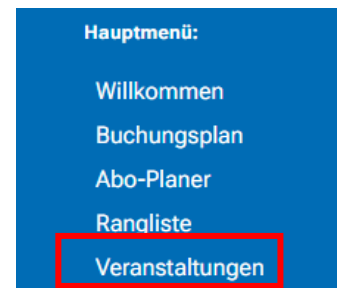 Hauptmenü:
Willkommen
Buchungsplan
Abo-Planer
Rangliste
Veranstaltungen